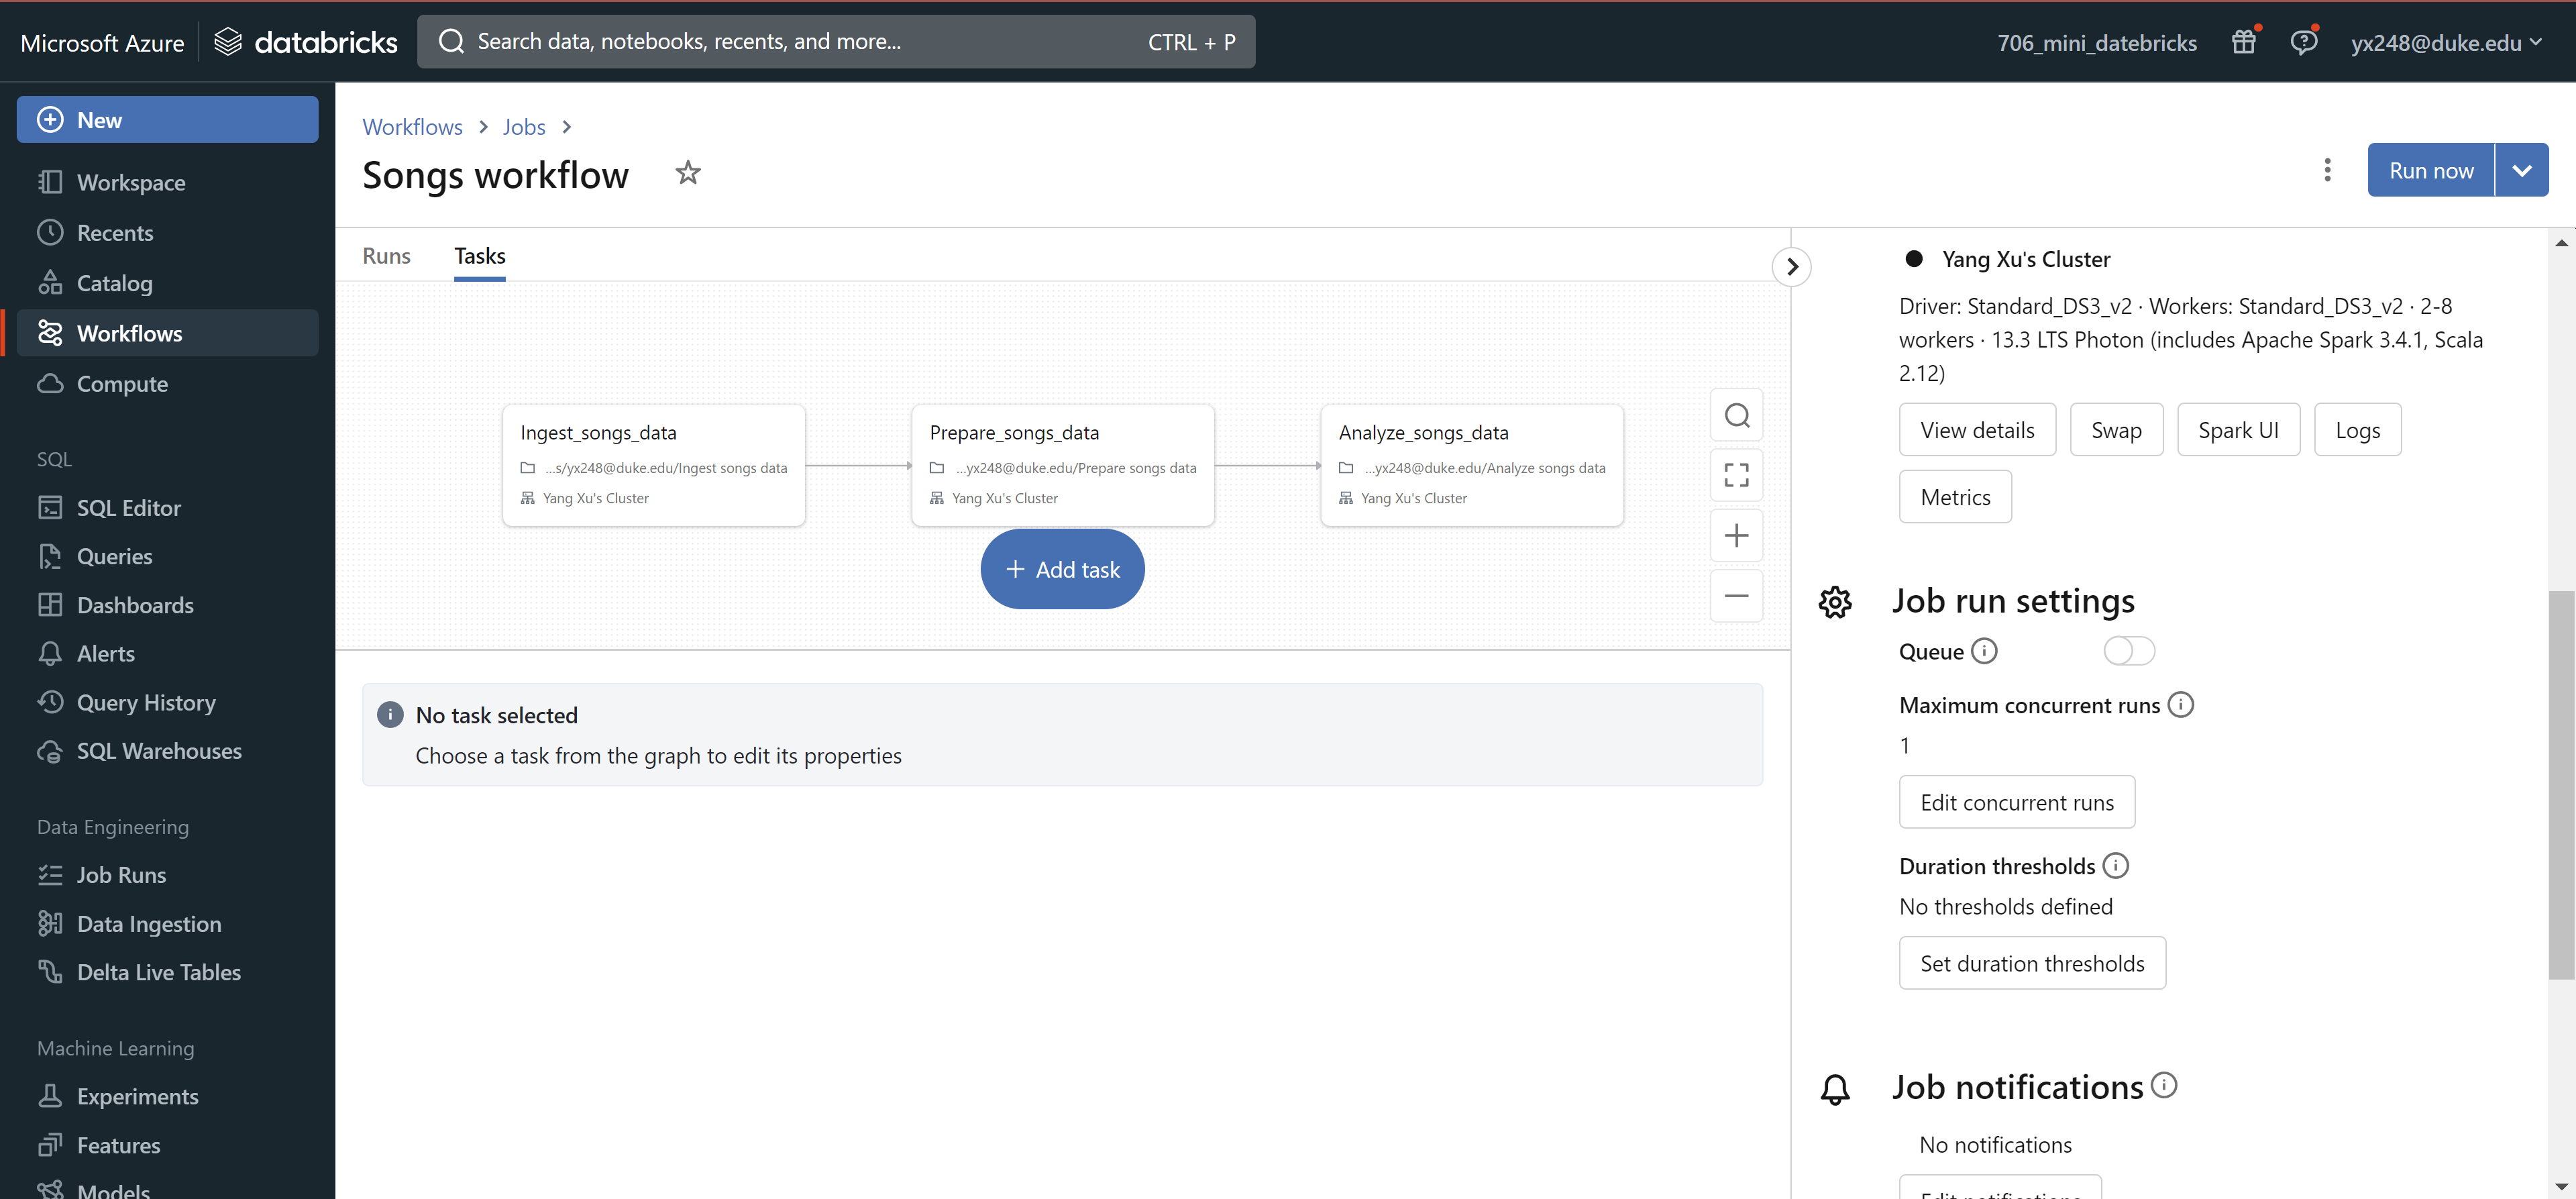 Microsoft Azure
databricks
Search data, notebooks, recents, and more...
CTRL + P
706_mini_datebricks
yx248@duke.edu
New
Workspace
Recents
Catalog
Workflows
Compute
SQL
SQL Editor
Queries
Dashboards
Alerts
Query History
SQL Warehouses
Data Engineering
Job Runs
Data Ingestion
Delta Live Tables
Machine Learning
Experiments
Features
Models
Workflows > Jobs >
Songs workflow
Run now
Runs
Tasks
Ingest_songs_data
...s/yx248@duke.edu/Ingest songs data
Yang Xu's Cluster
Prepare_songs_data
...yx248@duke.edu/Prepare songs data
Yang Xu's Cluster
Analyze_songs_data
...yx248@duke.edu/Analyze songs data
Yang Xu's Cluster
+ Add task
No task selected
Choose a task from the graph to edit its properties
Yang Xu's Cluster
Driver: Standard_DS3_v2 · Workers: Standard_DS3_v2 · 2-8
workers · 13.3 LTS Photon (includes Apache Spark 3.4.1, Scala
2.12)
View details
Swap
Spark UI
Logs
Metrics
Job run settings
Queue
Maximum concurrent runs
1
Edit concurrent runs
Duration thresholds
No thresholds defined
Set duration thresholds
Job notifications
No notifications
Edit notifications